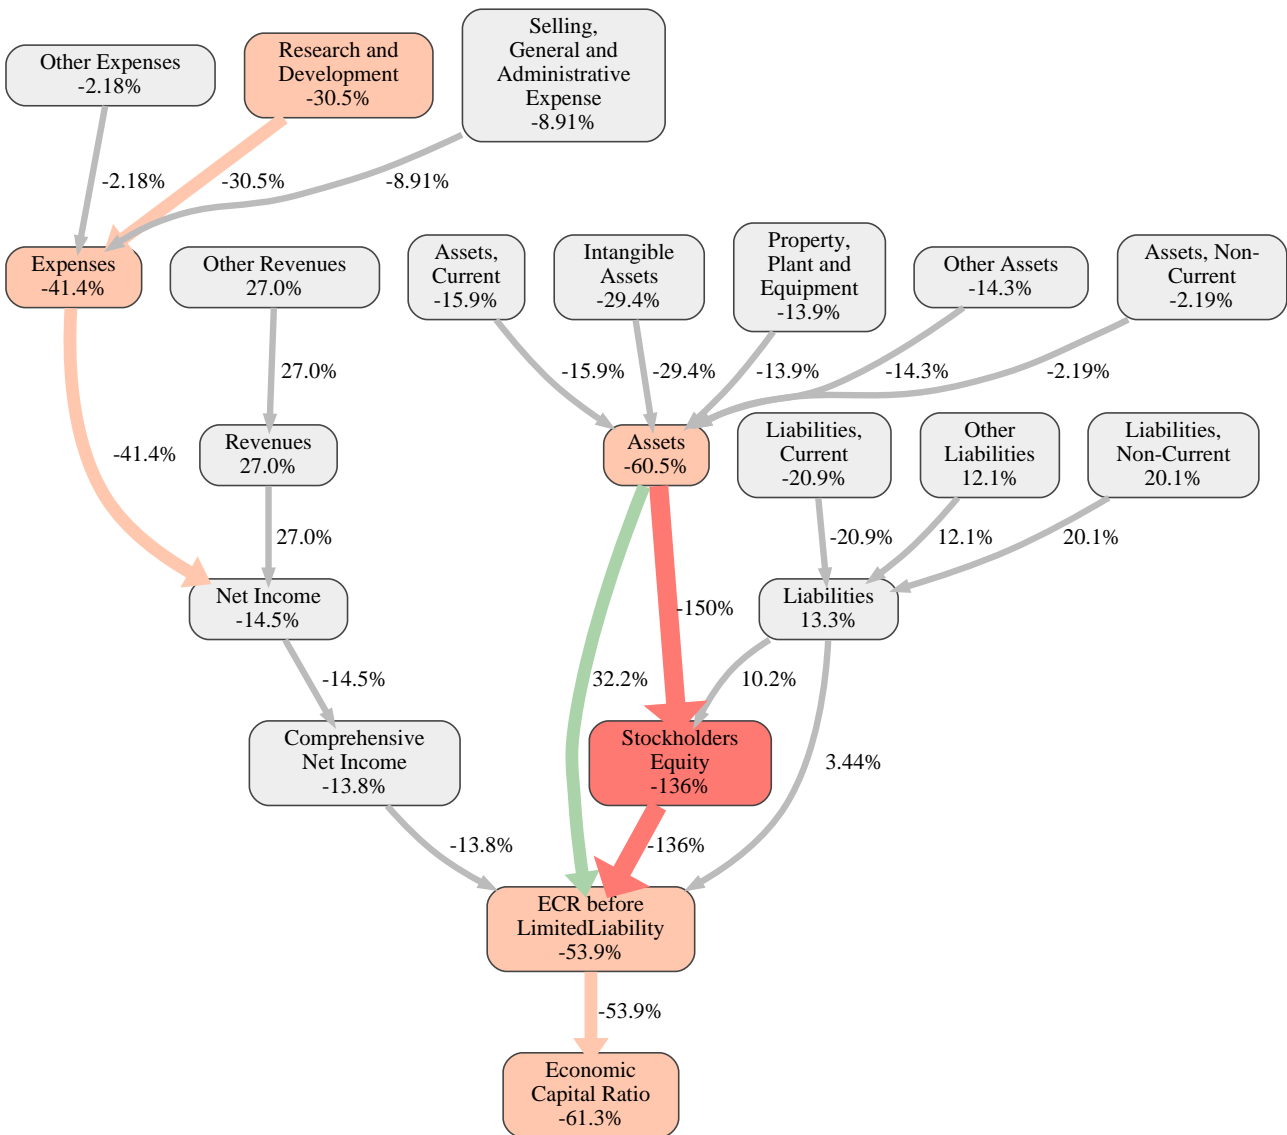 Other Expenses
-2.18%
Research and
Development
-30.5%
Selling,
General and
Administrative
Expense
-8.91%
-2.18%
-30.5%
-8.91%
Expenses
-41.4%
Other Revenues
27.0%
Assets,
Current
-15.9%
Intangible
Assets
-29.4%
Property,
Plant and
Equipment
-13.9%
Other Assets
-14.3%
Assets, Non-
Current
-2.19%
27.0%
-15.9%
-29.4%
-13.9%
-14.3%
-2.19%
-41.4%
Revenues
27.0%
Assets
-60.5%
Liabilities,
Current
-20.9%
Other
Liabilities
12.1%
Liabilities,
Non-Current
20.1%
27.0%
-20.9%
12.1%
20.1%
Net Income
-14.5%
-150%
Liabilities
13.3%
-14.5%
32.2%
10.2%
Comprehensive
Net Income
-13.8%
Stockholders
Equity
-136%
3.44%
-13.8%
-136%
ECR before
LimitedLiability
-53.9%
-53.9%
Economic
Capital Ratio
-61.3%